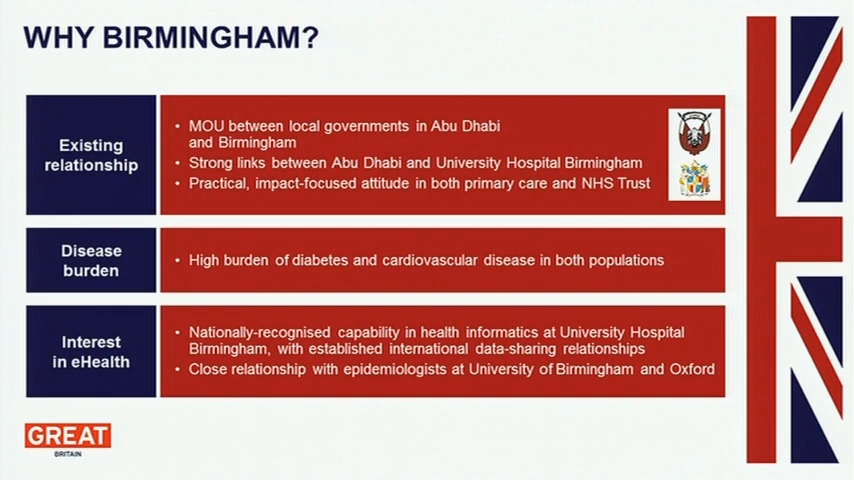 WHY BIRMINGHAM?
Existing
relationship
• MOU between local governments in Abu Dhabi
and Birmingham
• Strong links between Abu Dhabi and University Hospital Birmingham
• Practical, impact-focused attitude in both primary care and NHS Trust
Disease
burden
• High burden of diabetes and cardiovascular disease in both populations
Interest
in eHealth
• Nationally-recognised capability in health informatics at University Hospital
Birmingham, with established international data-sharing relationships
• Close relationship with epidemiologists at University of Birmingham and Oxford
GREAT
BRITAIN